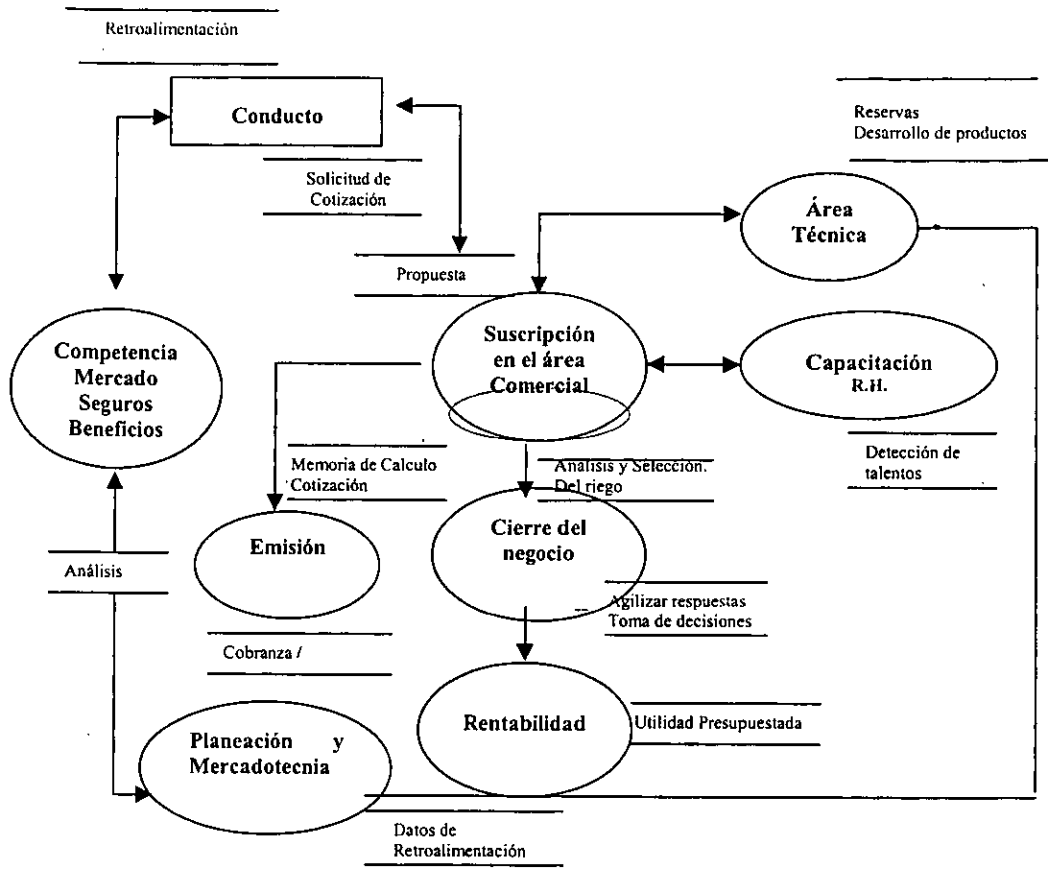 Retroalimentación
Conducto
Reservas
Desarrollo de productos
Solicitud de
Cotización
Área
Técnica
Propuesta
Suscripción
en el área
Comercial
Competencia
Mercado
Seguros
Beneficios
Capacitación
R.H.
Memoria de Calculo
Cotización
Analisis y Selección.
Del riego
Detección de
talentos
Emisión
Cierre del
negocio
Análisis
Agilizar respuestas
Toma de decisiones
Cobranza /
Rentabilidad
Utilidad Presupuestada
Planeación y
Mercadotecnia
Datos de
Retroalimentación